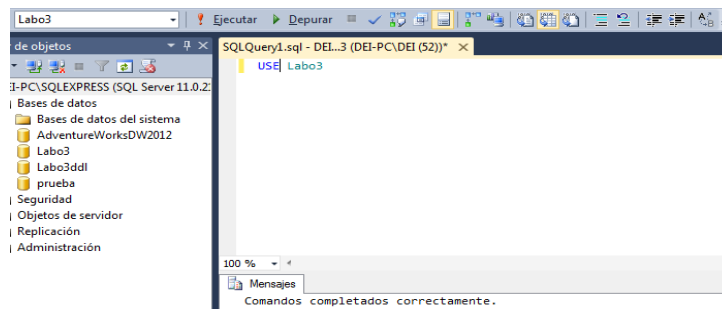 Labo3
Ejecutar
Depurar
de objetos
SQLQuery1.sql - DEI...3 (DEI-PC\DEI (52))*
USE Labo3
I-PC\SQLEXPRESS (SQL Server 11.0.2
Bases de datos
Bases de datos del sistema
AdventureWorksDW2012
Labo3
Labo3ddl
prueba
Seguridad
Objetos de servidor
Replicación
Administración
100 %
Mensajes
Comandos completados correctamente.